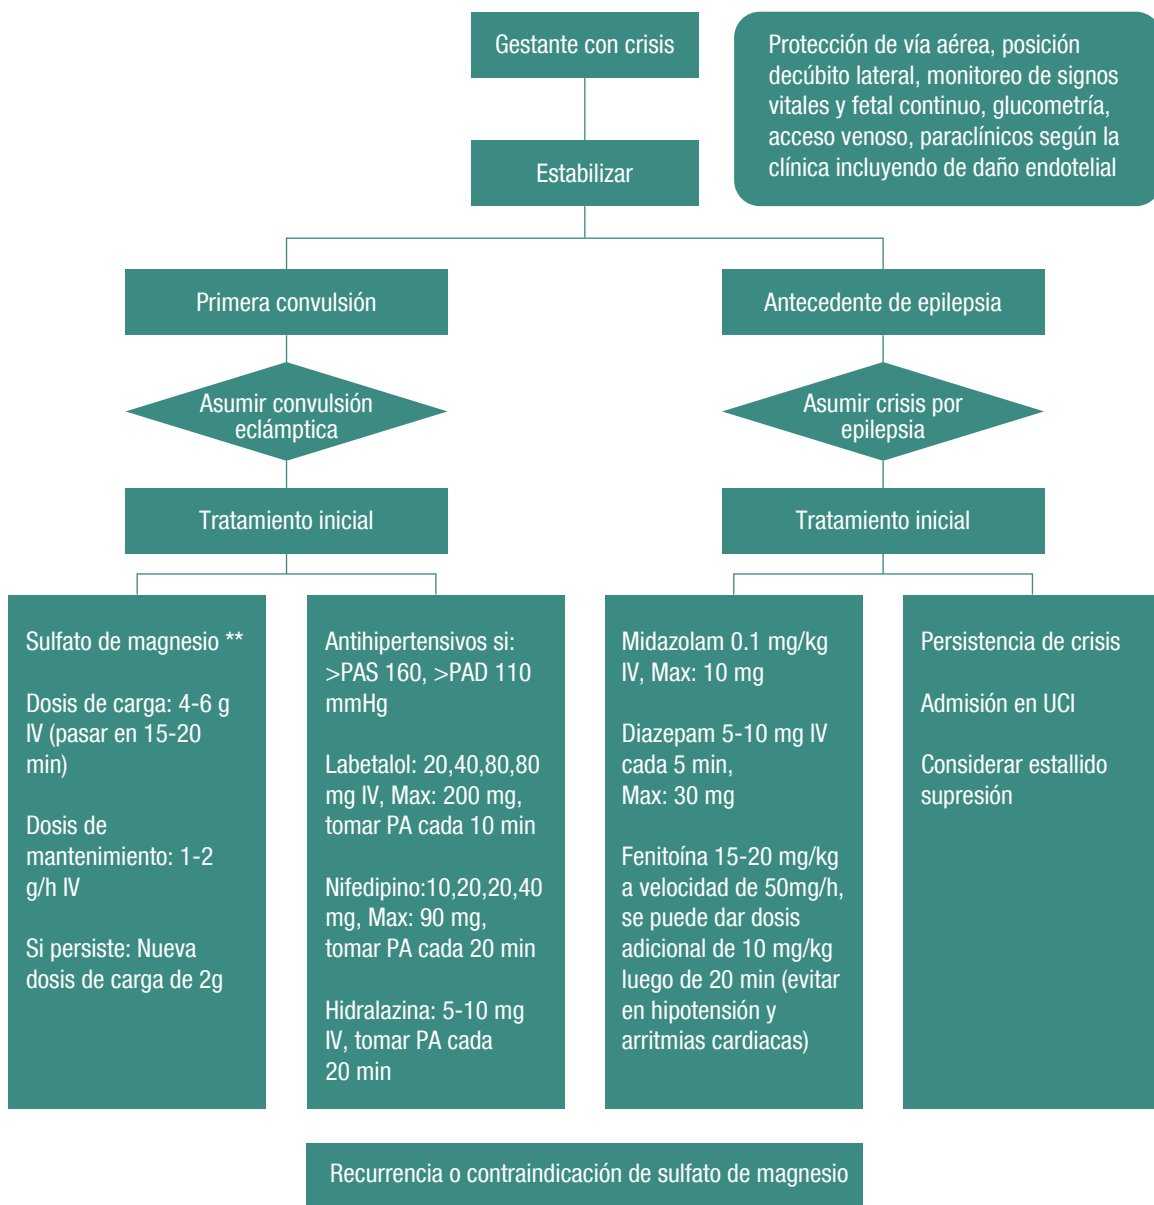 Gestante con crisis
Protección de vía aérea, posición
decúbito lateral, monitoreo de signos
vitales y fetal continuo, glucometría,
acceso venoso, paraclínicos según la
clínica incluyendo de daño endotelial
Estabilizar
Primera convulsión
Antecedente de epilepsia
Asumir convulsión
eclámptica
Asumir crisis por
epilepsia
Tratamiento inicial
Tratamiento inicial
Sulfato de magnesio **
Dosis de carga: 4-6 g
IV (pasar en 15-20
min)
Dosis de
mantenimiento: 1-2
g/h IV
Si persiste: Nueva
dosis de carga de 2g
Antihipertensivos si:
>PAS 160, >PAD 110
mmHg
Labetalol: 20,40,80,80
mg IV, Max: 200 mg,
tomar PA cada 10 min
Nifedipino:10,20,20,40
mg, Max: 90 mg,
tomar PA cada 20 min
Hidralazina: 5-10 mg
IV, tomar PA cada
20 min
Midazolam 0.1 mg/kg
IV, Max: 10 mg
Diazepam 5-10 mg IV
cada 5 min,
Max: 30 mg
Fenitoína 15-20 mg/kg
a velocidad de 50mg/h,
se puede dar dosis
adicional de 10 mg/kg
luego de 20 min (evitar
en hipotensión y
arritmias cardiacas)
Persistencia de crisis
Admisión en UCI
Considerar estallido
supresión
Recurrencia o contraindicación de sulfato de magnesio